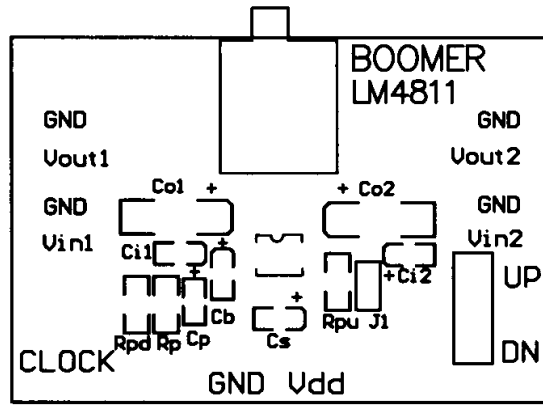 BOOMER
LM4811
GND GND
Vout1 Vout2
Co1 + + Co2
GND GND
Vin1 Vin2
Ci1 + Ci2
+ + UP
Cb + Rpu J1
Rpd Rp Cp Cs
CLOCK DN
GND Vdd